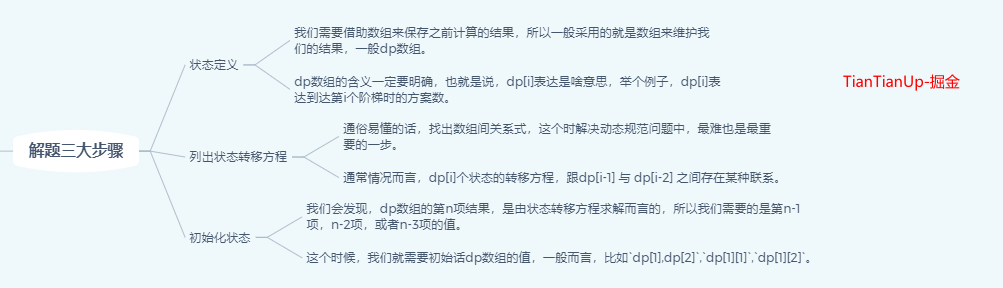 我们需要借助数组来保存之前计算的结果，所以一般采用的就是数组来维护我
们的结果，一般dp数组。
状态定义
TianTianUp-掘金
dp数组的含义一定要明确，也就是说，dp[i]表达是啥意思，举个例子，dp[i]表
达到达第i个阶梯时的方案数。
通俗易懂的话，找出数组间关系式，这个时解决动态规范问题中，最难也是最重
要的一步。
解题三大步骤
列出状态转移方程
通常情况而言，dp[i]个状态的转移方程，跟dp[i-1] 与 dp[i-2] 之间存在某种联系。
我们会发现，dp数组的第n项结果，是由状态转移方程求解而言的，所以我们需要的是第n-1
项，n-2项，或者n-3项的值。
初始化状态
这个时候，我们就需要初始话dp数组的值，一般而言，比如`dp[1],dp[2]`,`dp[1][1]`,`dp[1][2]`。